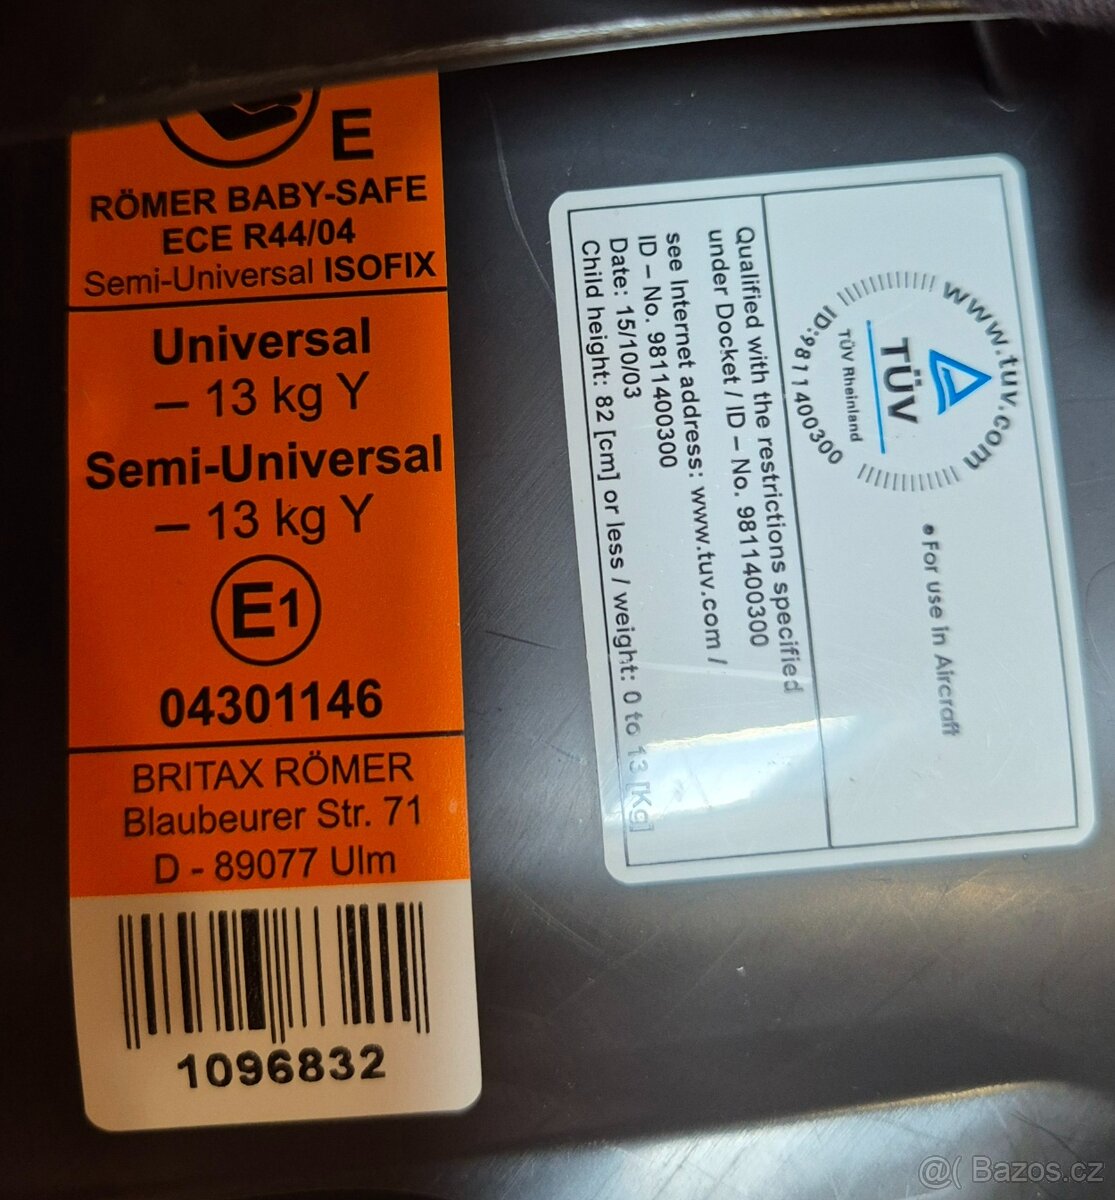 E
RÖMER BABY-SAFE
ECE R44/04
Semi-Universal ISOFIX
Universal
– 13 kg Y
Semi-Universal
– 13 kg Y
E1
04301146
BRITAX RÖMER
Blaubeurer Str. 71
D - 89077 Ulm
1096832
www.tuv.com
TÜV
TÜV Rheinland
ID:9811400300
• For use in Aircraft
Qualified with the restrictions specified
under Docket / ID – No. 9811400300
see Internet address: www.tuv.com /
ID – No. 9811400300
Date: 15/10/03
Child height: 82 [cm] or less / weight: 0 to 13 [Kg]
@( Bazos.cz